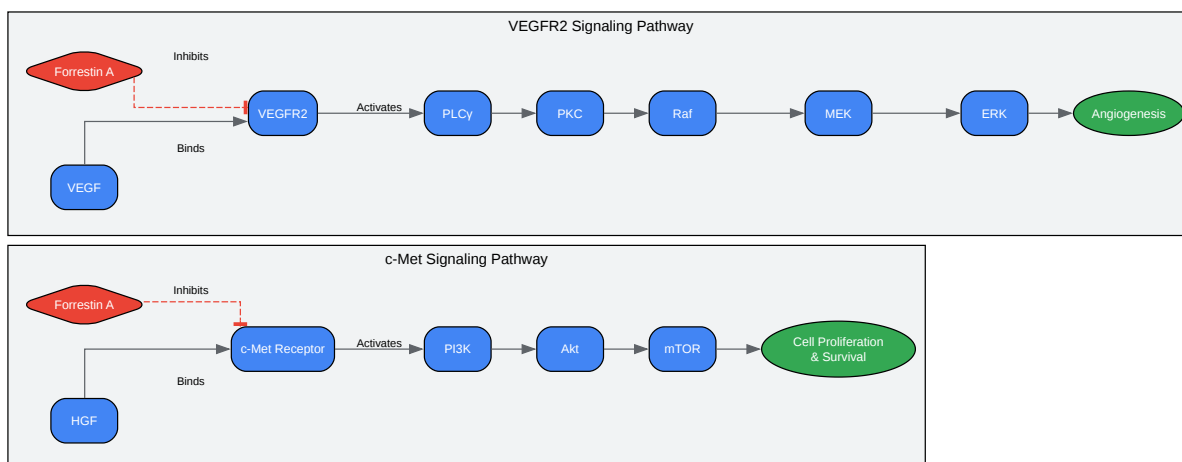 VEGFR2 Signaling Pathway
Inhibits
Forrestin A
VEGFR2
Activates
PLCγ
PKC
Raf
MEK
ERK
Angiogenesis
Binds
VEGF
c-Met Signaling Pathway
Inhibits
Forrestin A
c-Met Receptor
Activates
PI3K
Akt
mTOR
Cell Proliferation
& Survival
Binds
HGF